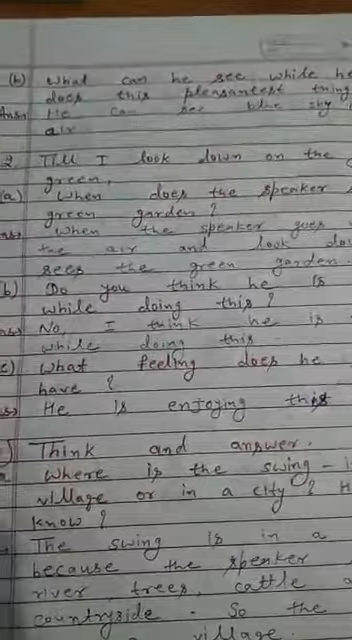 (b) What can he see while he
does this pleasantest thing
Ans: He can see blue sky
air
2 Till I look down on the
green,
(a) When does the speaker
green garden?
Ans: When the speaker goes
the air and look
sees the green garden.
(b) Do you think he is
while doing this?
Ans: No, I think he is
while doing this.
c) What feeling does he
have?
He is enjoying this
Think and answer.
Where is the swing - i
village or in a city? H
know?
The swing is in a
because the speaker
river, trees, cattle a
countryside. So the
village.